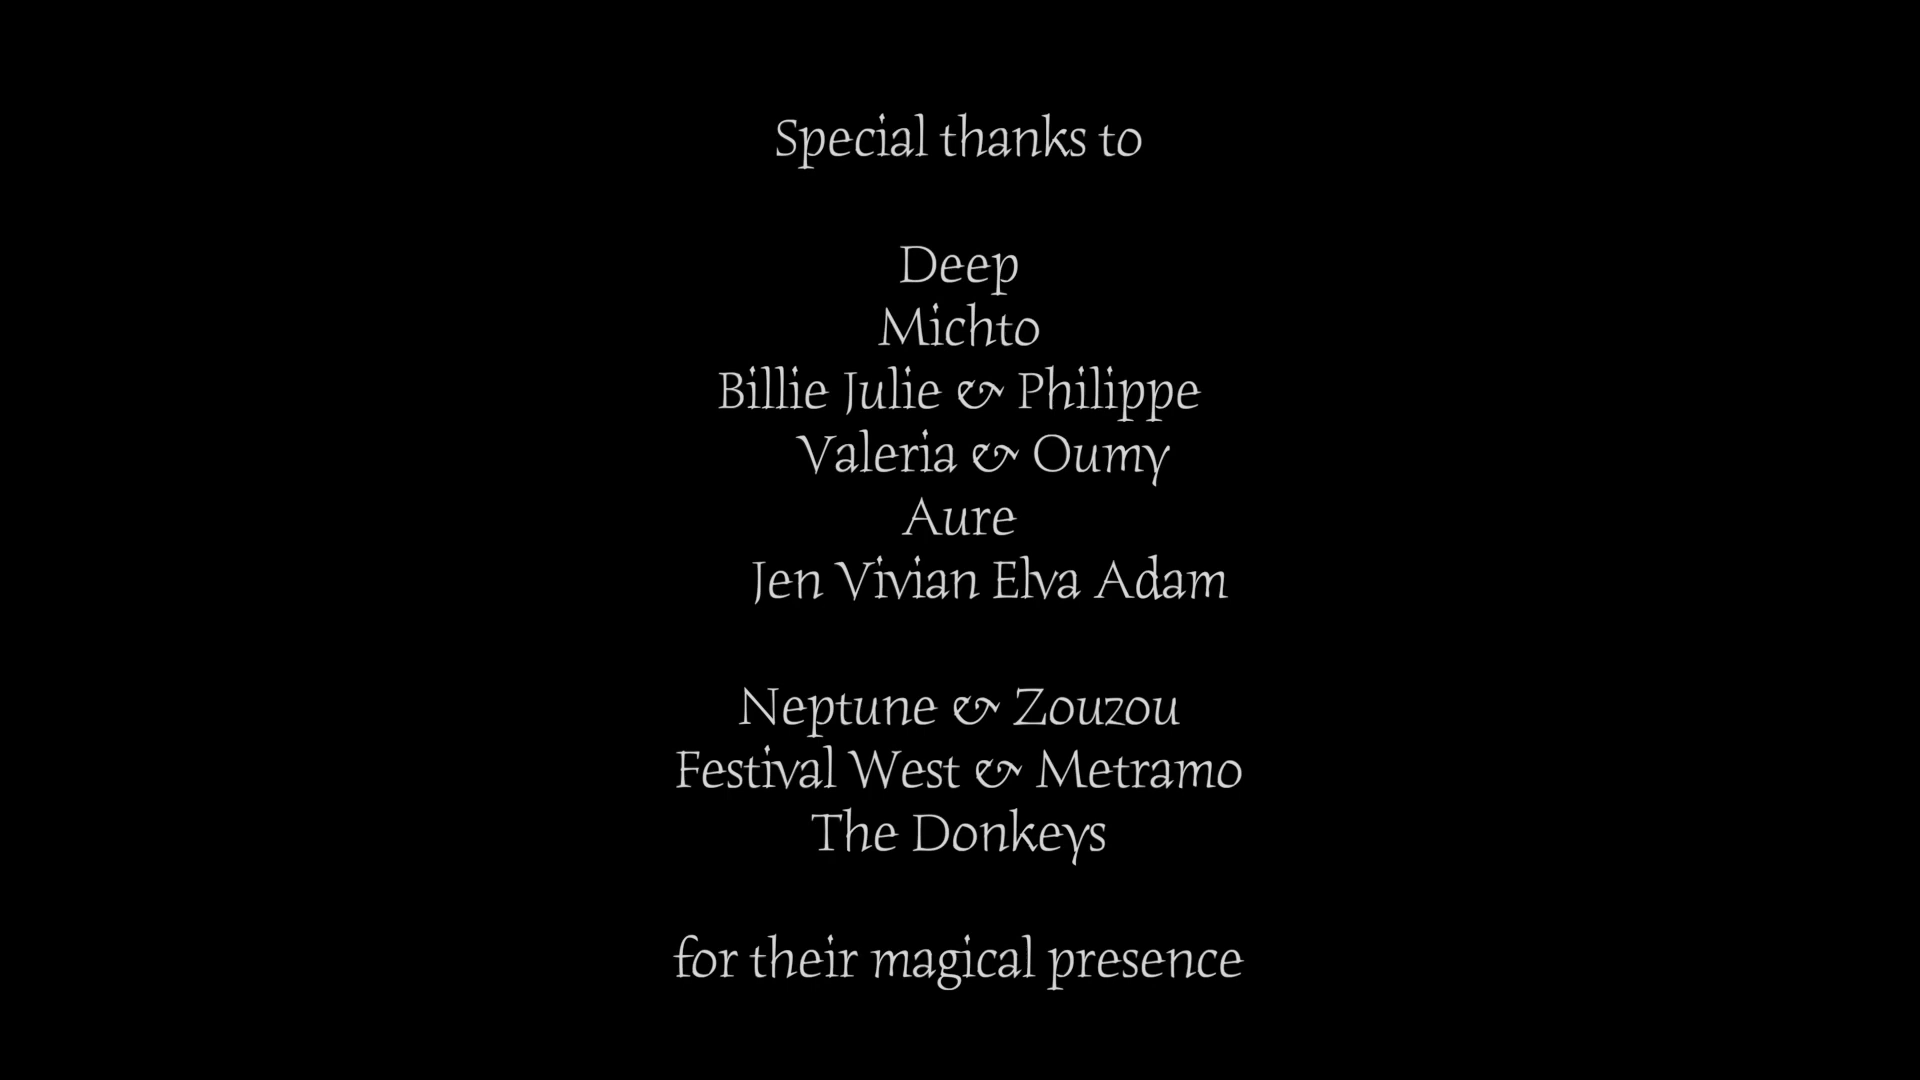 Special thanks to
Deep
Michto
Billie Julie & Philippe
Valeria & Oumy
Aure
Jen Vivian Elva Adam
Neptune & Zouzou
Festival West & Metramo
The Donkeys
for their magical presence